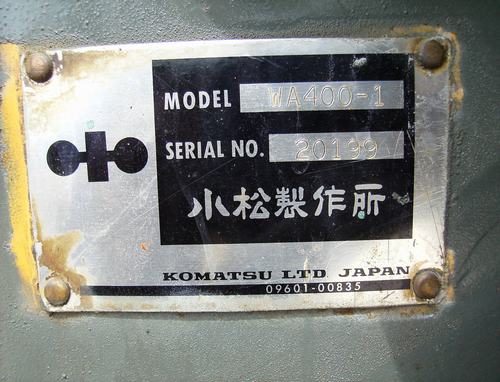 MODEL WA400-1
SERIAL NO. 20199
小松製作所
KOMATSU LTD JAPAN
09601-00835